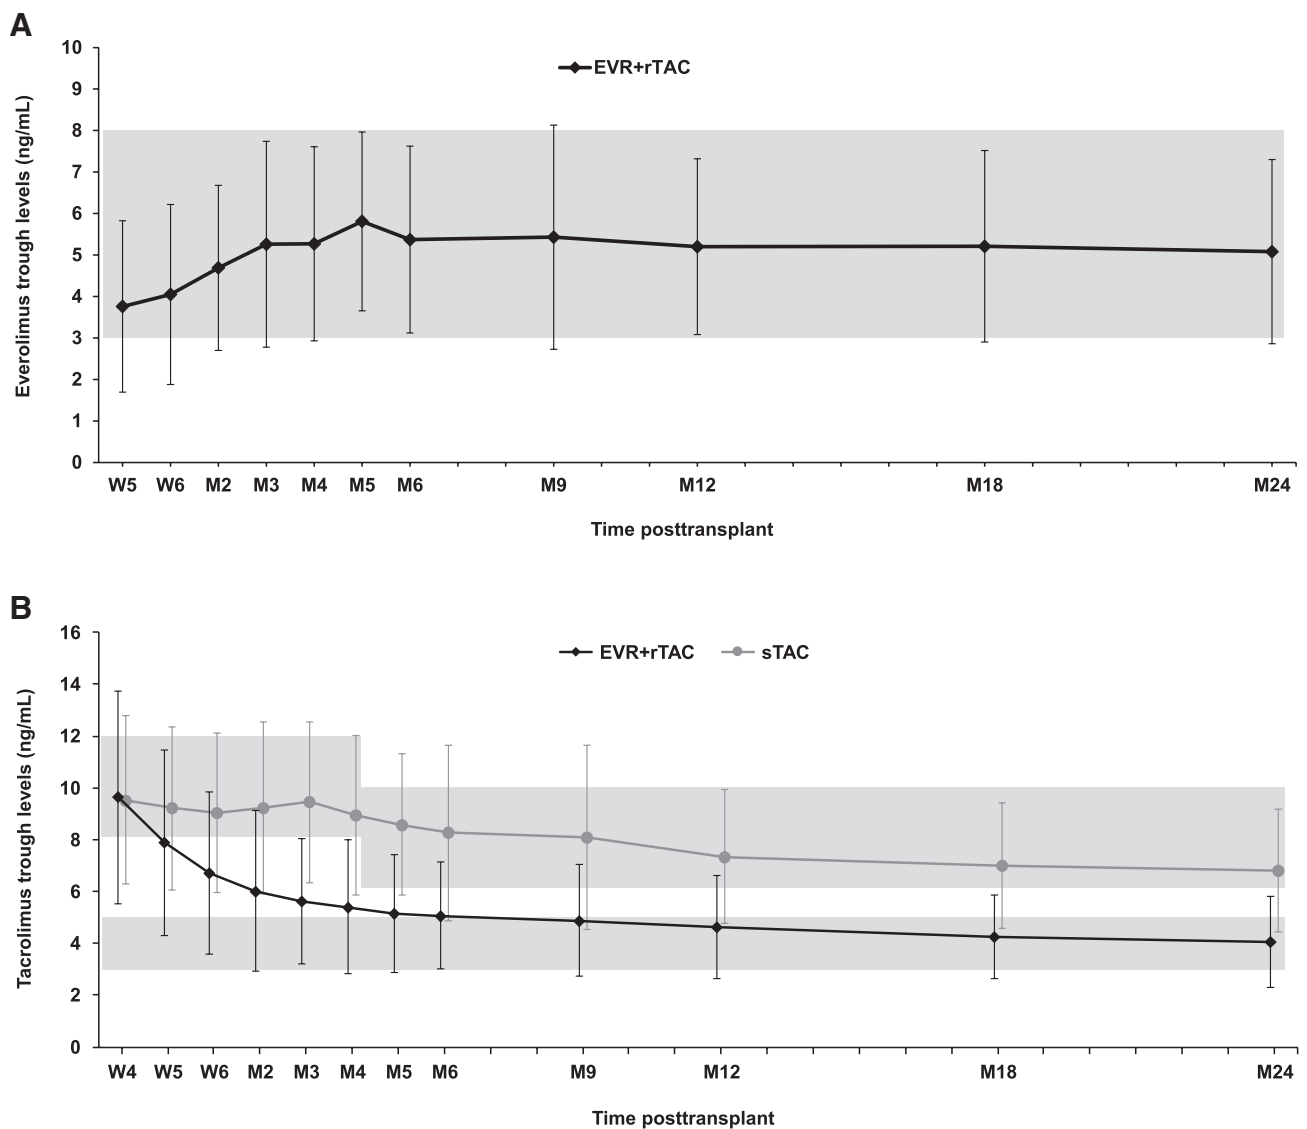 A
EVR+rTAC
Everolimus trough levels (ng/mL)
10
9
8
7
6
5
4
3
2
1
0
W5 W6 M2 M3 M4 M5 M6 M9 M12 M18 M24
Time posttransplant
B
EVR+rTAC sTAC
Tacrolimus trough levels (ng/mL)
16
14
12
10
8
6
4
2
0
W4 W5 W6 M2 M3 M4 M5 M6 M9 M12 M18 M24
Time posttransplant